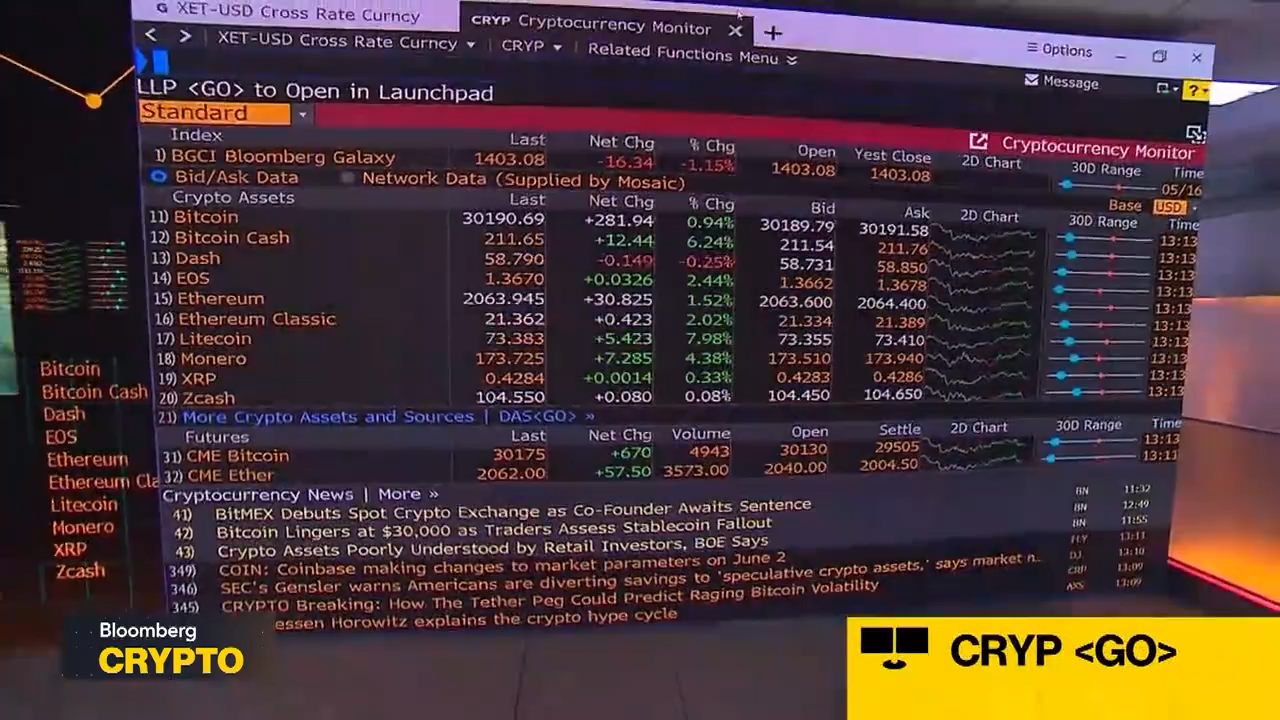 G XET-USD Cross Rate Curncy
CRYP Cryptocurrency Monitor
XET-USD Cross Rate Curncy CRYP Related Functions Menu
Options
Message
?
LLP <GO> to Open in Launchpad
Standard
Cryptocurrency Monitor
Index Last Net Chg % Chg Open Yest Close 2D Chart 30D Range Time
1) BGCI Bloomberg Galaxy 1403.08 -16.34 -1.15% 1403.08 1403.08 05/16
Bid/Ask Data Network Data (Supplied by Mosaic) Base USD
Crypto Assets Last Net Chg % Chg Bid Ask 2D Chart 30D Range Time
11) Bitcoin 30190.69 +281.94 0.94% 30189.79 30191.58 13:13
12) Bitcoin Cash 211.65 +12.44 6.24% 211.54 211.76 13:13
13) Dash 58.790 -0.149 -0.25% 58.731 58.850 13:13
14) EOS 1.3670 +0.0326 2.44% 1.3662 1.3678 13:13
15) Ethereum 2063.945 +30.825 1.52% 2063.600 2064.400 13:13
16) Ethereum Classic 21.362 +0.423 2.02% 21.334 21.389 13:13
17) Litecoin 73.383 +5.423 7.98% 73.355 73.410 13:13
18) Monero 173.725 +7.285 4.38% 173.510 173.940 13:13
19) XRP 0.4284 +0.0014 0.33% 0.4283 0.4286 13:13
20) Zcash 104.550 +0.080 0.08% 104.450 104.650 13:13
21) More Crypto Assets and Sources | DAS<GO> »
Futures Last Net Chg Volume Open Settle 2D Chart 30D Range Time
31) CME Bitcoin 30175 +670 4943 30130 29505 13:13
32) CME Ether 2062.00 +57.50 3573.00 2040.00 2004.50 13:13
Cryptocurrency News | More »
41) BitMEX Debuts Spot Crypto Exchange as Co-Founder Awaits Sentence BN 11:32
42) Bitcoin Lingers at $30,000 as Traders Assess Stablecoin Fallout BN 12:49
43) Crypto Assets Poorly Understood by Retail Investors, BOE Says BN 11:55
349) COIN: Coinbase making changes to market parameters on June 2 FLY 13:11
346) SEC's Gensler warns Americans are diverting savings to 'speculative crypto assets,' says market n.. DJ 13:10
345) CRYPTO Breaking: How The Tether Peg Could Predict Raging Bitcoin Volatility 13:09
essen Horowitz explains the crypto hype cycle AXS 13:09
Bitcoin
Bitcoin Cash
Dash
EOS
Ethereum
Ethereum Cla
Litecoin
Monero
XRP
Zcash
Bloomberg
CRYPTO
CRYP <GO>